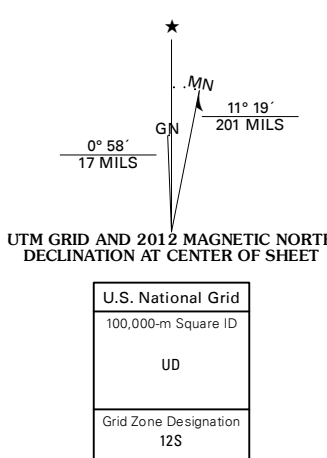 ★
MN
GN
11° 19´
201 MILS
0° 58´
17 MILS
UTM GRID AND 2012 MAGNETIC NORTH
DECLINATION AT CENTER OF SHEET
U.S. National Grid
100,000-m Square ID
UD
Grid Zone Designation
12S